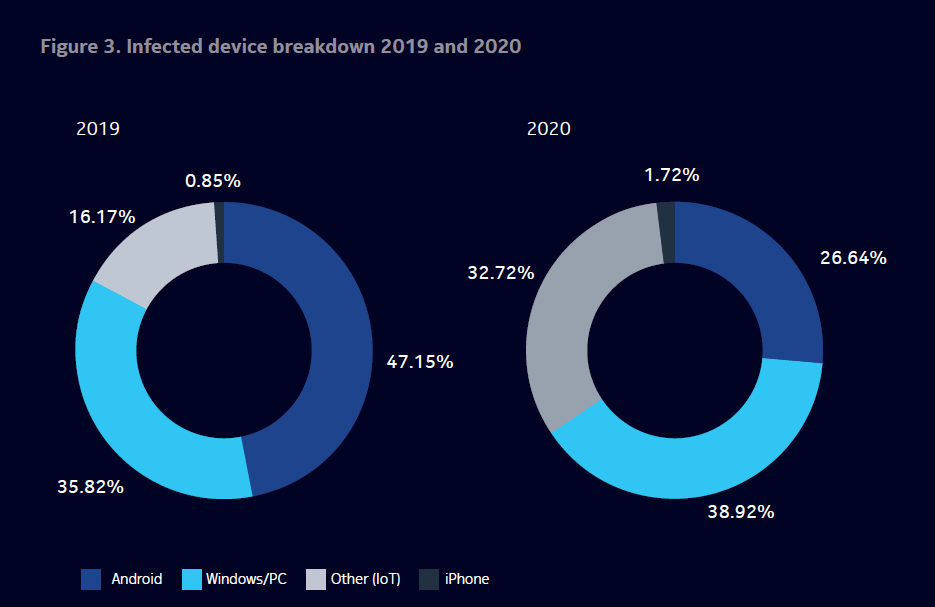 Figure 3. Infected device breakdown 2019 and 2020
2019
0.85%
16.17%
47.15%
35.82%
2020
1.72%
26.64%
32.72%
38.92%
Android
Windows/PC
Other (IoT)
iPhone